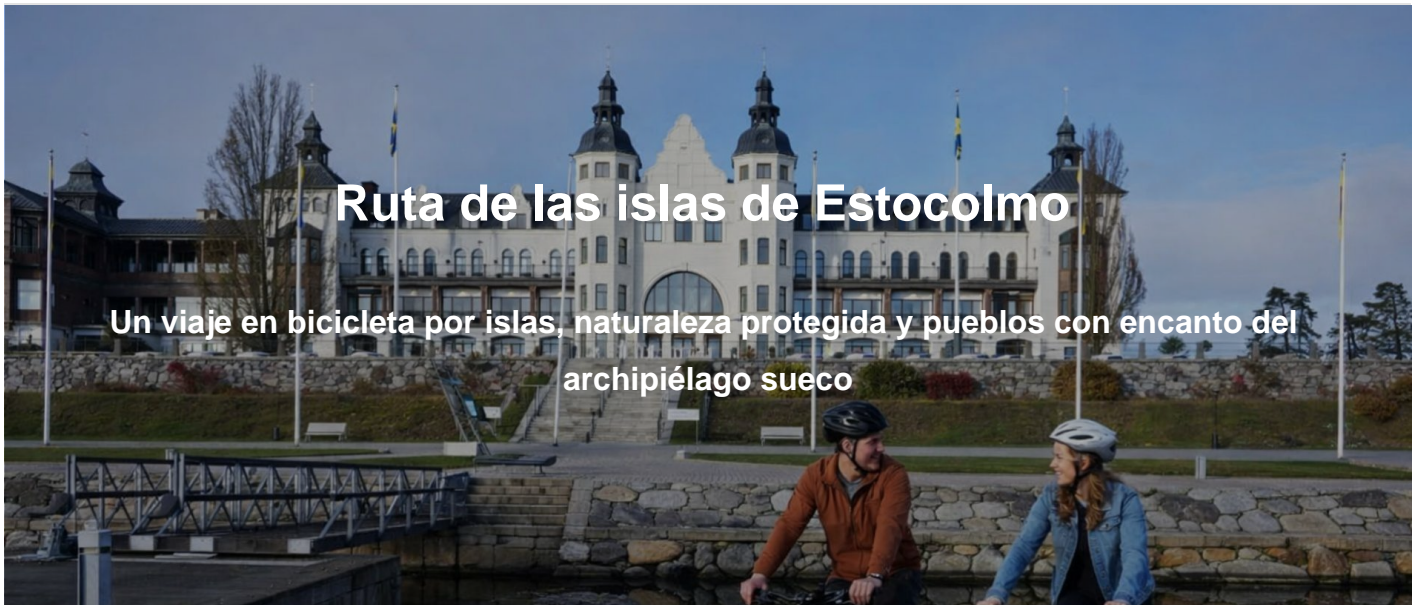 Ruta de las islas de Estocolmo
Un viaje en bicicleta por islas, naturaleza protegida y pueblos con encanto del
archipiélago sueco